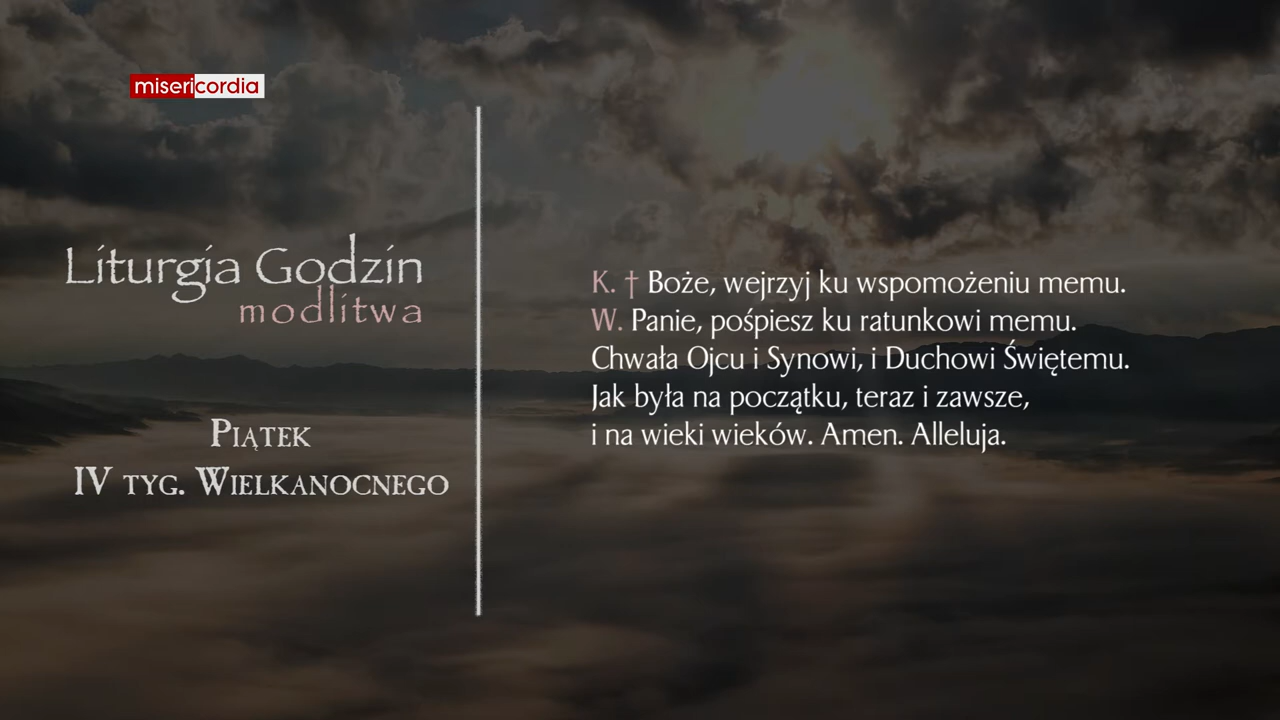 misericordia
Liturgia Godzin
modlitwa
Piątek
IV tyg. Wielkanocnego
K. † Boże, wejrzyj ku wspomożeniu memu.
W. Panie, pośpiesz ku ratunkowi memu.
Chwała Ojcu i Synowi, i Duchowi Świętemu.
Jak była na początku, teraz i zawsze,
i na wieki wieków. Amen. Alleluja.